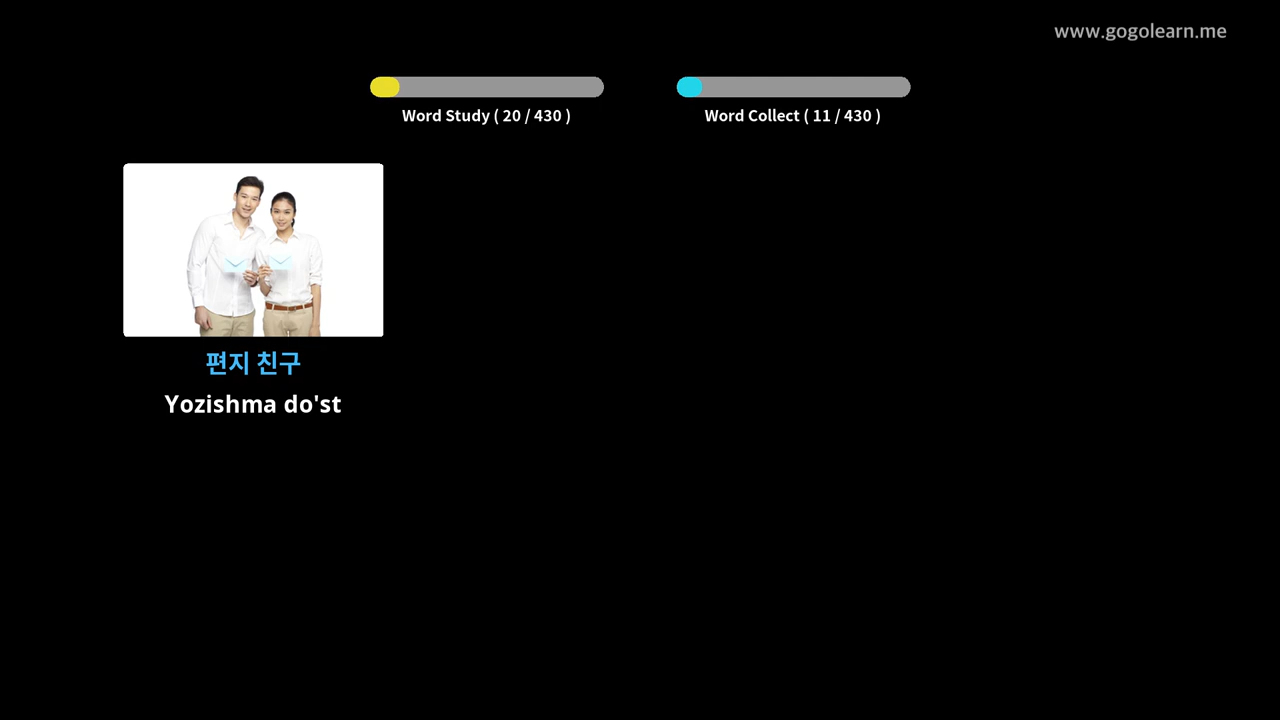 www.gogolearn.me
Word Study ( 20 / 430 )
Word Collect ( 11 / 430 )
편지 친구
Yozishma do'st